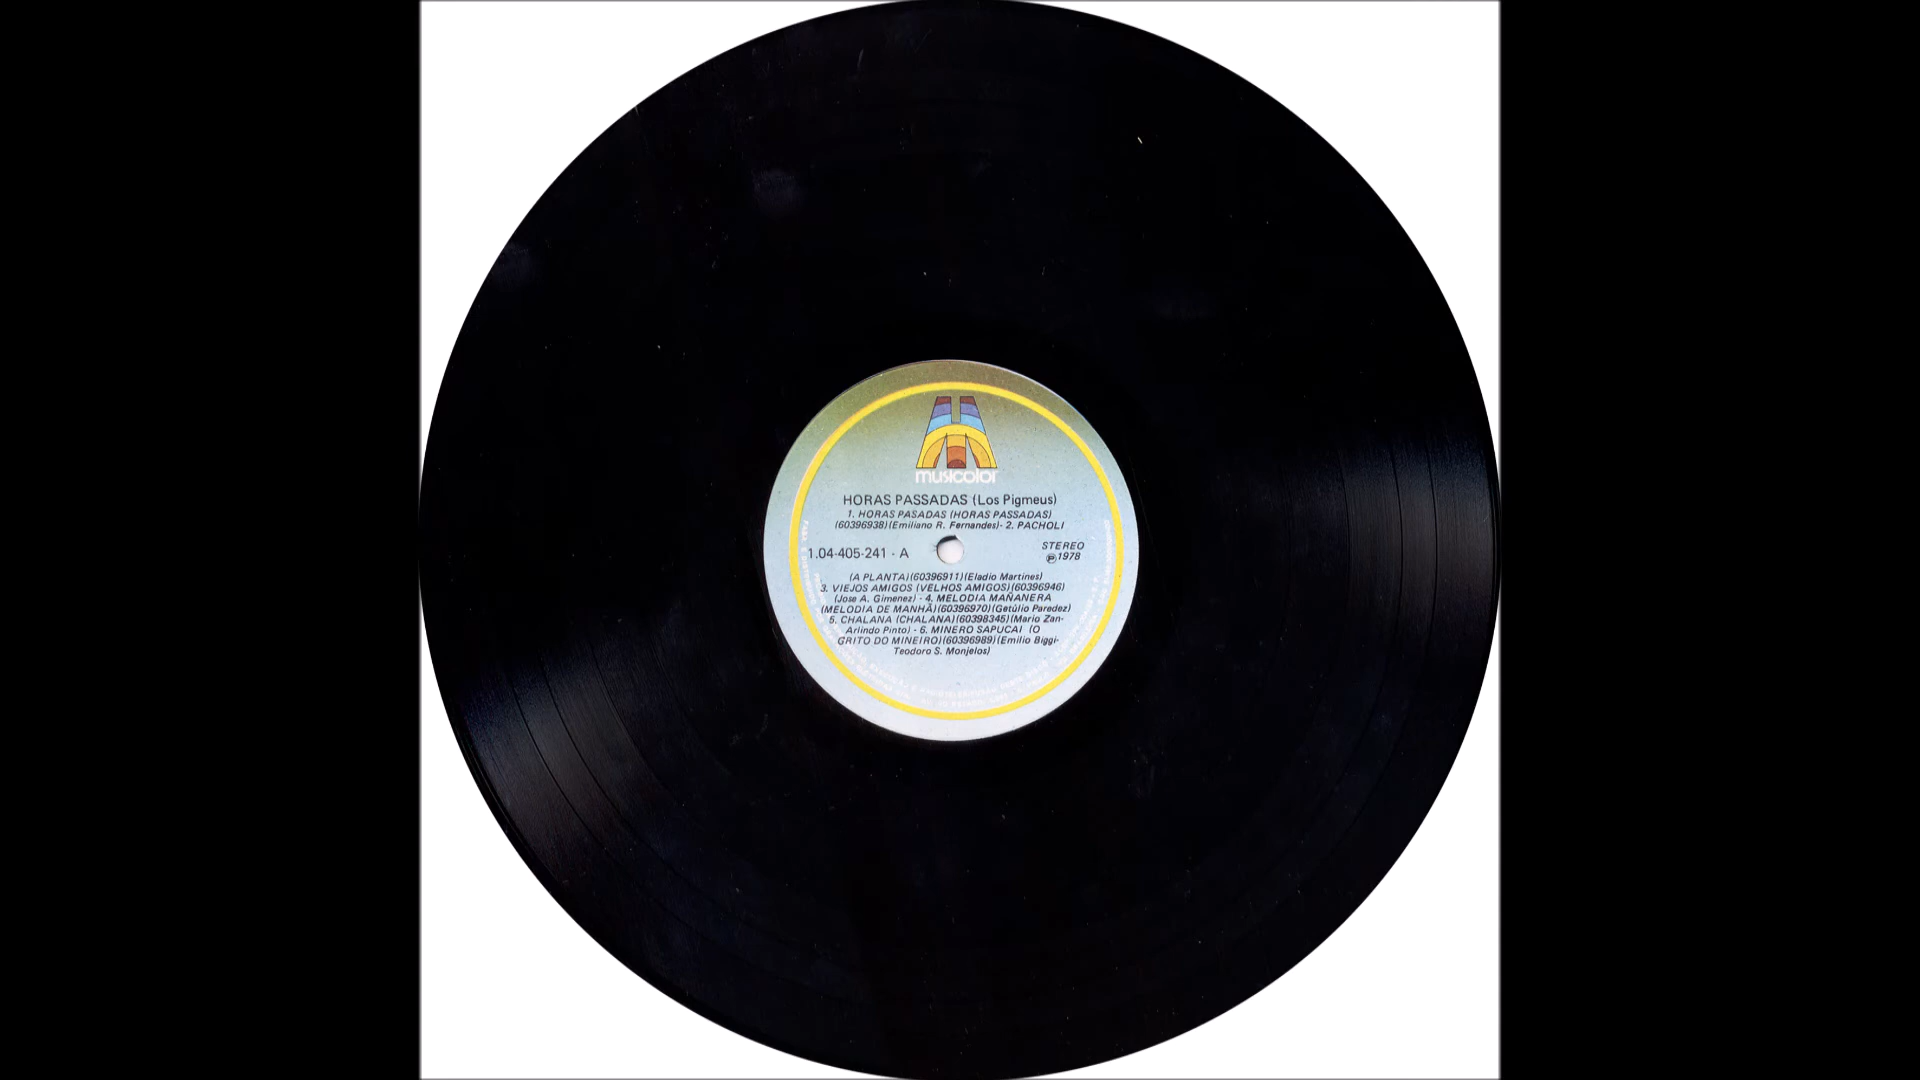 musicolor
HORAS PASSADAS (Los Pigmeus)
1. HORAS PASADAS (HORAS PASSADAS)
(60396938)(Emiliano R. Fernandes)- 2. PACHOLI
1.04-405-241 - A
STEREO
℗ 1978
(A PLANTA)(60396911)(Eladio Martines)
3. VIEJOS AMIGOS (VELHOS AMIGOS)(60396946)
(Jose A. Gimenez) - 4. MELODIA MAÑANERA
(MELODIA DE MANHÃ)(60396970)(Getúlio Paredez)
5. CHALANA (CHALANA)(60398345)(Mario Zan-
Arlindo Pinto) - 6. MINERO SAPUCAI (O
GRITO DO MINEIRO)(60396989)(Emilio Biggi-
Teodoro S. Monjelos)